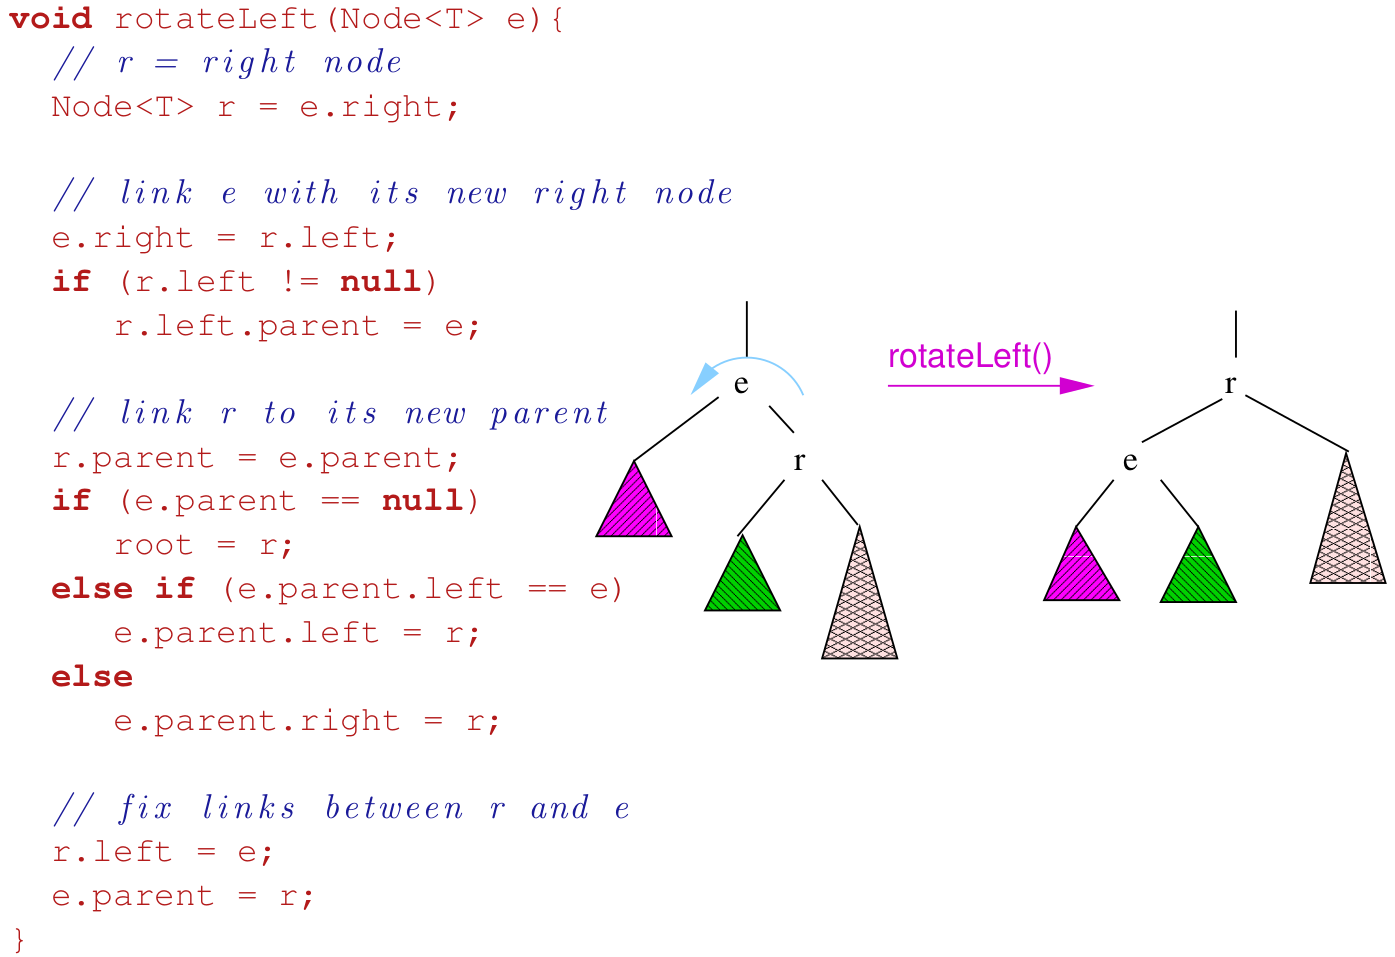 void rotateLeft(Node<T> e){
// r = right node
Node<T> r = e.right;
// link e with its new right node
e.right = r.left;
if (r.left != null)
r.left.parent = e;
// link r to its new parent
r.parent = e.parent;
if (e.parent == null)
root = r;
else if (e.parent.left == e)
e.parent.left = r;
else
e.parent.right = r;
// fix links between r and e
r.left = e;
e.parent = r;
}
e
r
rotateLeft()
r
e